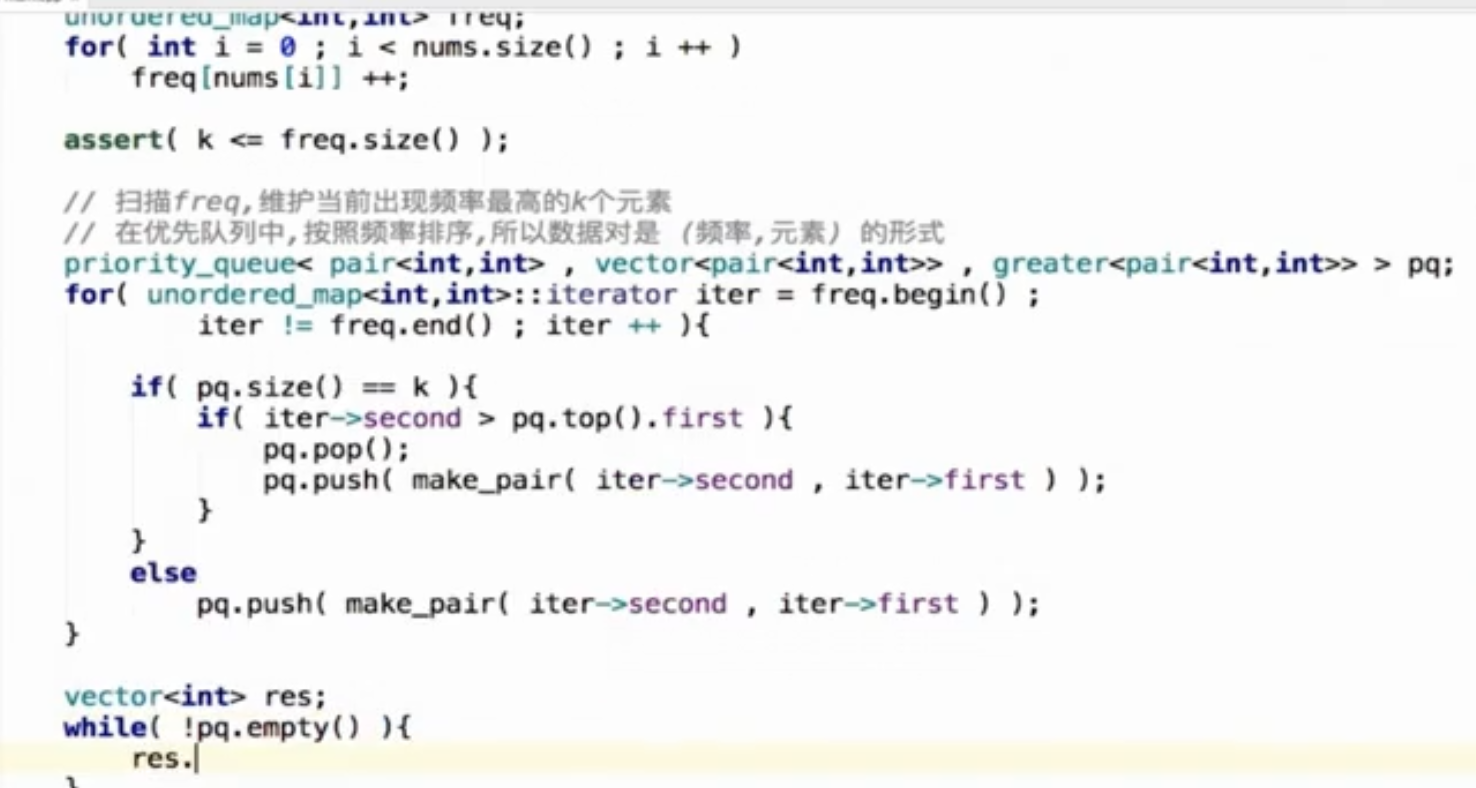 unordered_map<int,int> freq;
for( int i = 0 ; i < nums.size() ; i ++ )
freq[nums[i]] ++;
assert( k <= freq.size() );
// 扫描freq,维护当前出现频率最高的k个元素
// 在优先队列中,按照频率排序,所以数据对是 (频率,元素) 的形式
priority_queue< pair<int,int> , vector<pair<int,int>> , greater<pair<int,int>> > pq;
for( unordered_map<int,int>::iterator iter = freq.begin() ;
iter != freq.end() ; iter ++ ){
if( pq.size() == k ){
if( iter->second > pq.top().first ){
pq.pop();
pq.push( make_pair( iter->second , iter->first ) );
}
}
else
pq.push( make_pair( iter->second , iter->first ) );
}
vector<int> res;
while( !pq.empty() ){
res.
}